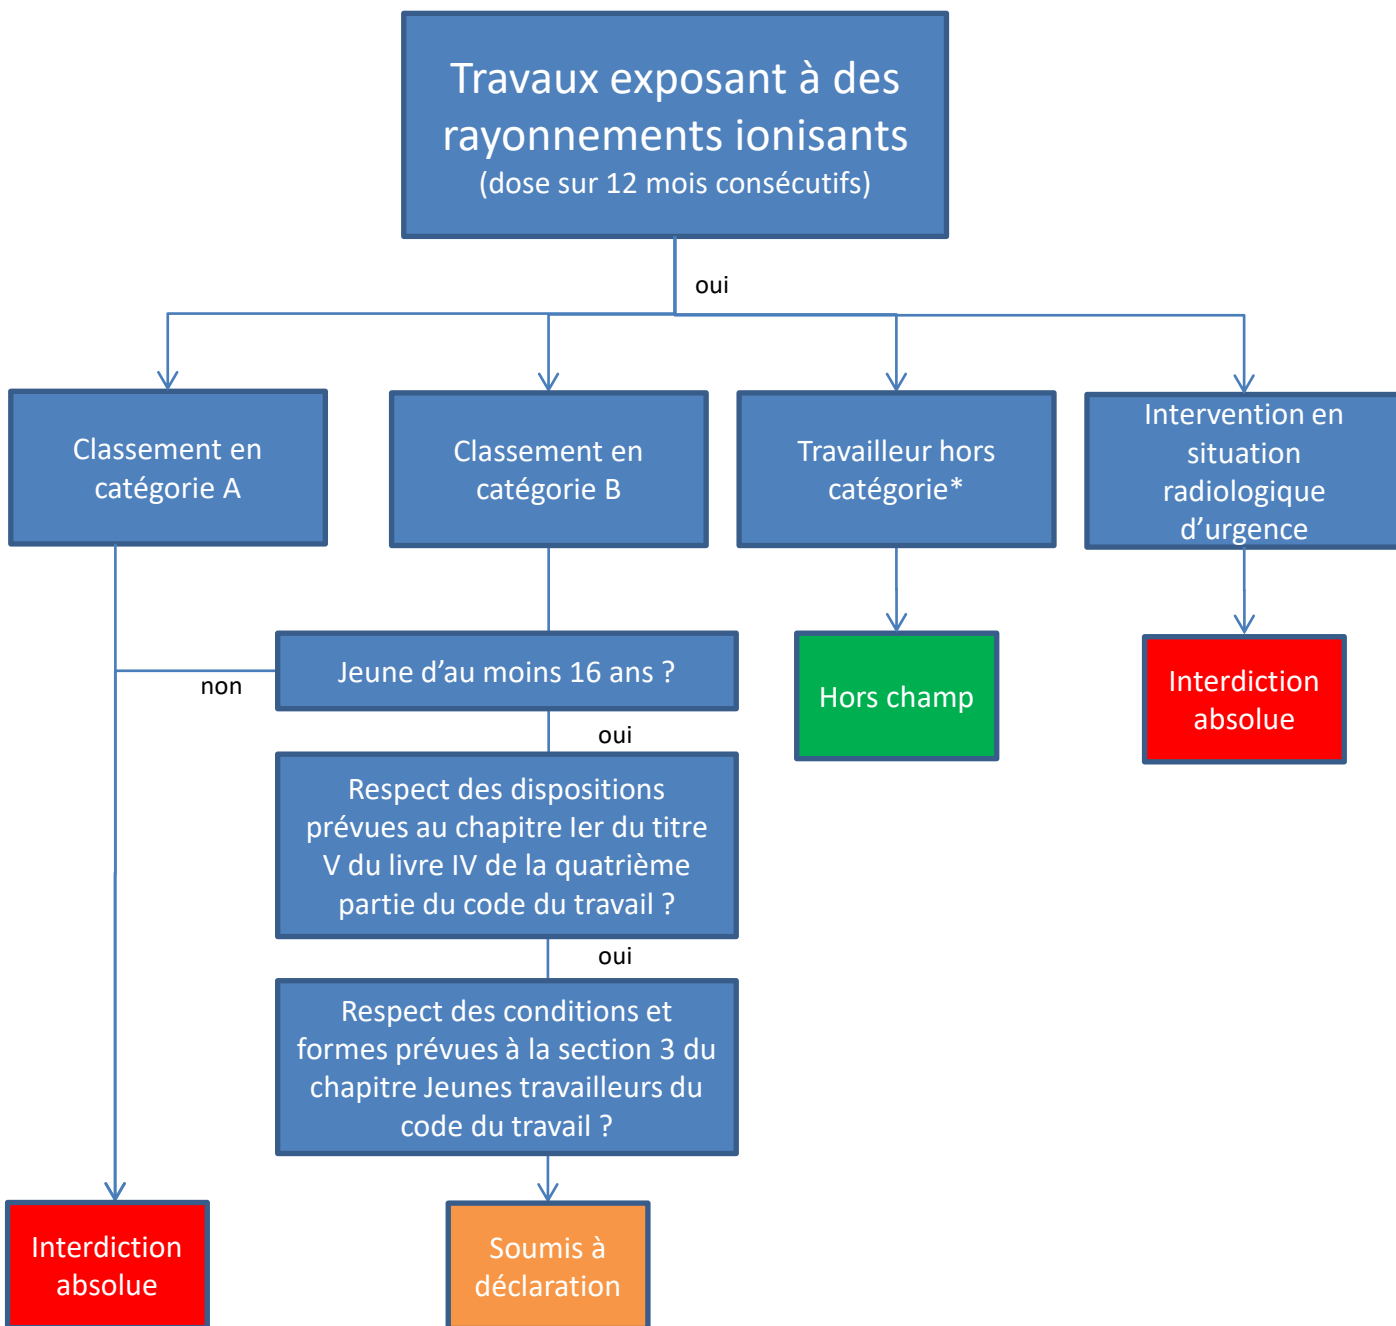 Travaux exposant à des
rayonnements ionisants
(dose sur 12 mois consécutifs)
oui
Classement en
catégorie A
Classement en
catégorie B
Travailleur hors
catégorie*
Intervention en
situation
radiologique
d’urgence
Jeune d’au moins 16 ans ?
non
oui
Hors champ
Interdiction
absolue
Respect des dispositions
prévues au chapitre Ier du titre
V du livre IV de la quatrième
partie du code du travail ?
oui
Respect des conditions et
formes prévues à la section 3 du
chapitre Jeunes travailleurs du
code du travail ?
Interdiction
absolue
Soumis à
déclaration